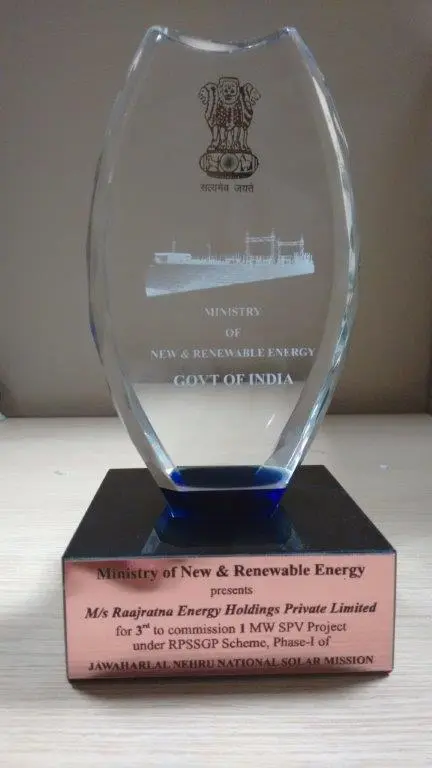 सत्यमेव जयते
MINISTRY
OF
NEW & RENEWABLE ENERGY
GOVT OF INDIA
Ministry of New & Renewable Energy
presents
M/s Raajratna Energy Holdings Private Limited
for 3rd to commission 1 MW SPV Project
under RPSSGP Scheme, Phase-I of
JAWAHARLAL NEHRU NATIONAL SOLAR MISSION